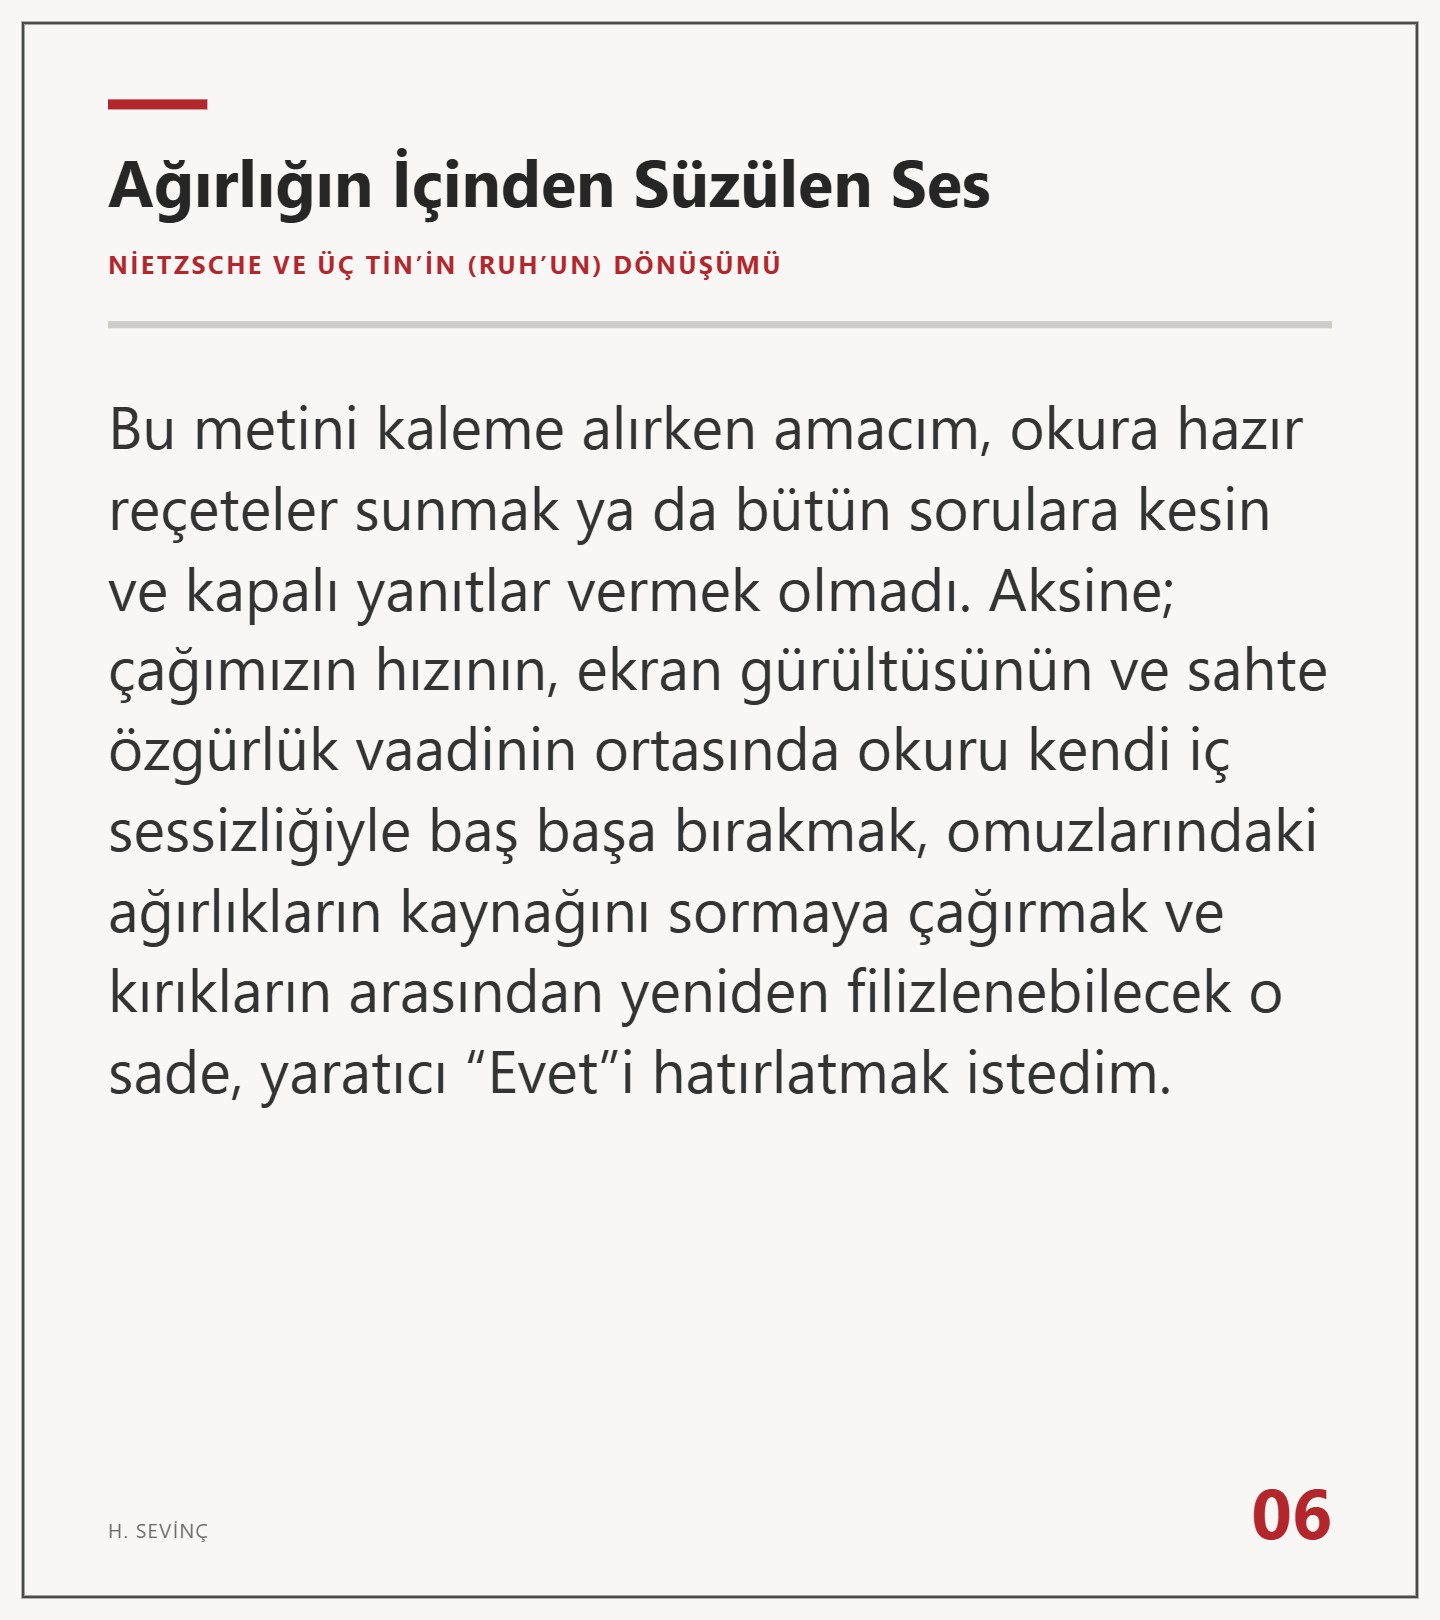 Ağırlığın İçinden Süzülen Ses
NİETZSCHE VE ÜÇ TİN’İN (RUH’UN) DÖNÜŞÜMÜ
Bu metini kaleme alırken amacım, okura hazır
reçeteler sunmak ya da bütün sorulara kesin
ve kapalı yanıtlar vermek olmadı. Aksine;
çağımızın hızının, ekran gürültüsünün ve sahte
özgürlük vaadinin ortasında okuru kendi iç
sessizliğiyle baş başa bırakmak, omuzlarındaki
ağırlıkların kaynağını sormaya çağırmak ve
kırıkların arasından yeniden filizlenebilecek o
sade, yaratıcı “Evet”i hatırlatmak istedim.
H. SEVİNÇ
06